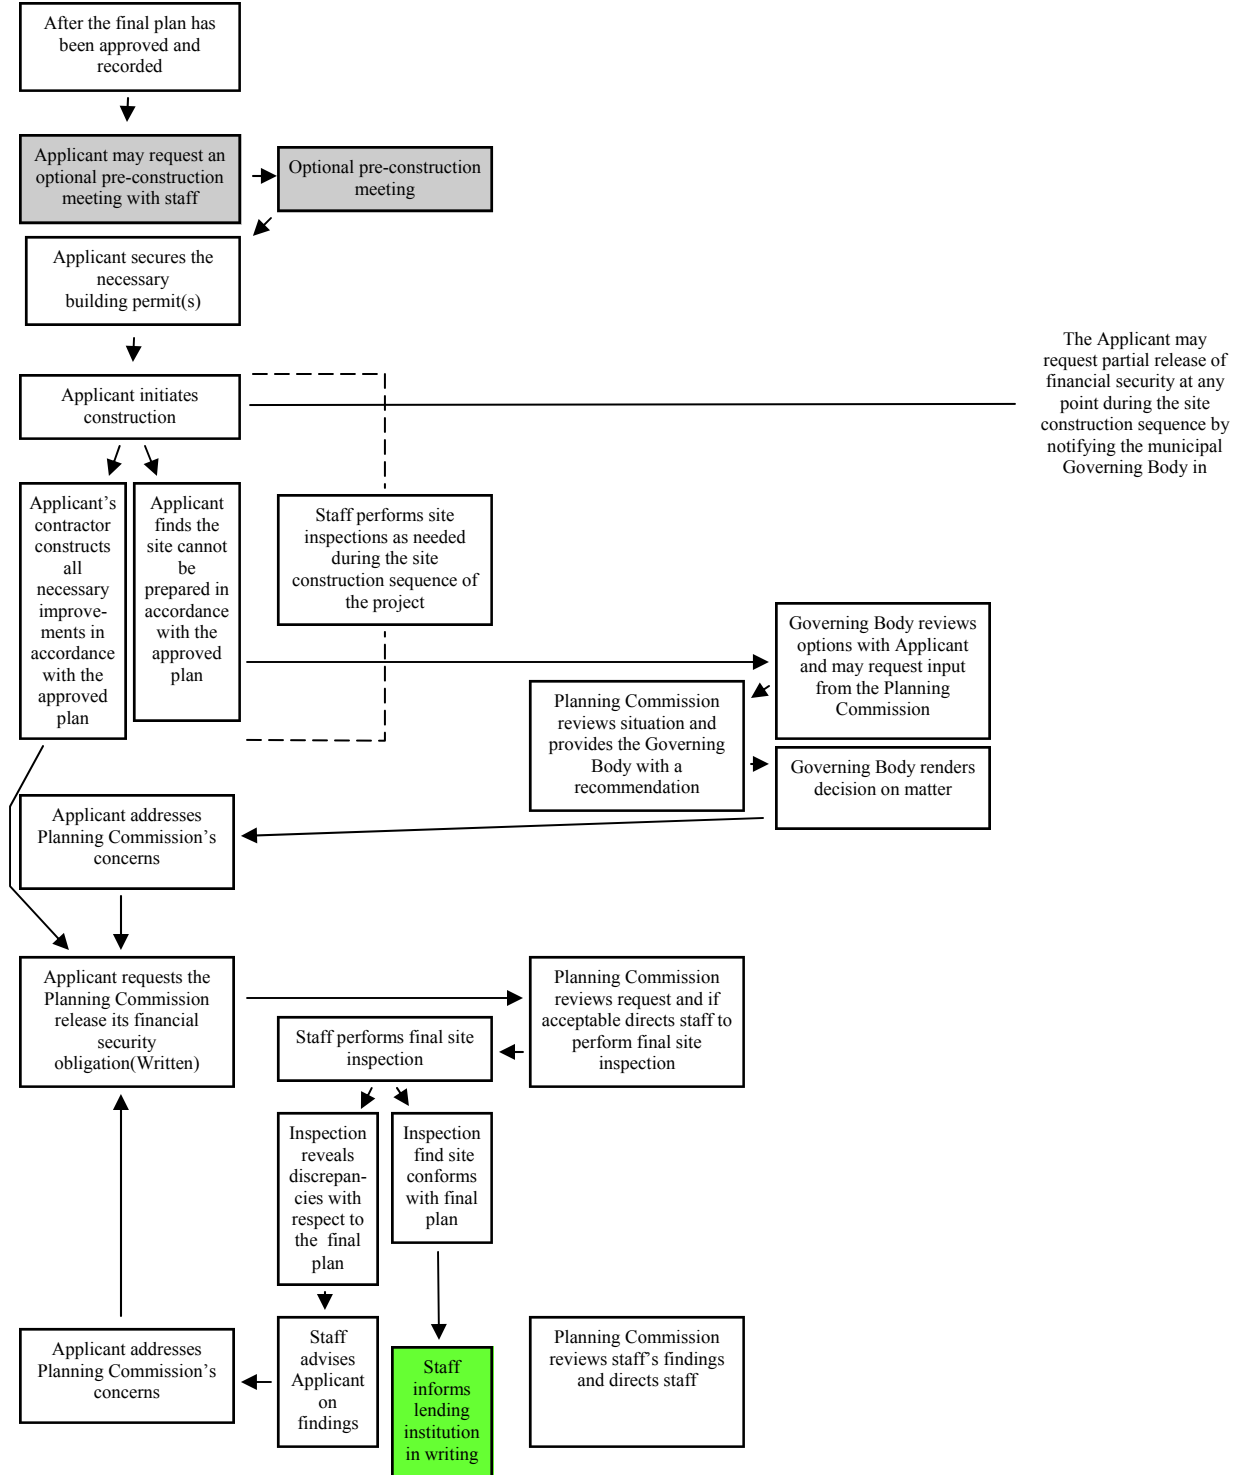 After the final plan has
been approved and
recorded
Applicant may request an
optional pre-construction
meeting with staff
Optional pre-construction
meeting
Applicant secures the
necessary
building permit(s)
The Applicant may
request partial release of
financial security at any
point during the site
construction sequence by
notifying the municipal
Governing Body in
Applicant initiates
construction
Applicant’s
contractor
constructs
all
necessary
improve-
ments in
accordance
with the
approved
plan
Applicant
finds the
site cannot
be
prepared in
accordance
with the
approved
plan
Staff performs site
inspections as needed
during the site
construction sequence of
the project
Governing Body reviews
options with Applicant
and may request input
from the Planning
Commission
Planning Commission
reviews situation and
provides the Governing
Body with a
recommendation
Governing Body renders
decision on matter
Applicant addresses
Planning Commission’s
concerns
Applicant requests the
Planning Commission
release its financial
security
obligation(Written)
Planning Commission
reviews request and if
acceptable directs staff to
perform final site
inspection
Staff performs final site
inspection
Inspection
reveals
discrepan-
cies with
respect to
the final
plan
Inspection
find site
conforms
with final
plan
Applicant addresses
Planning Commission’s
concerns
Staff
advises
Applicant
on
findings
Staff
informs
lending
institution
in writing
Planning Commission
reviews staff’s findings
and directs staff